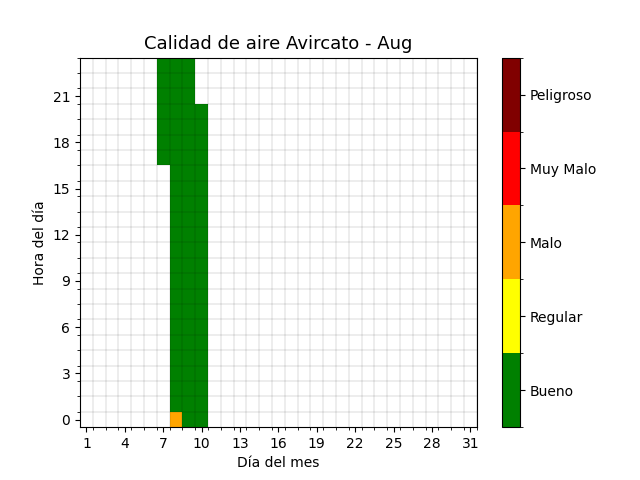 Calidad de aire Avircato - Aug
Hora del día
21
18
15
12
9
6
3
0
1 4 7 10 13 16 19 22 25 28 31
Día del mes
Peligroso
Muy Malo
Malo
Regular
Bueno